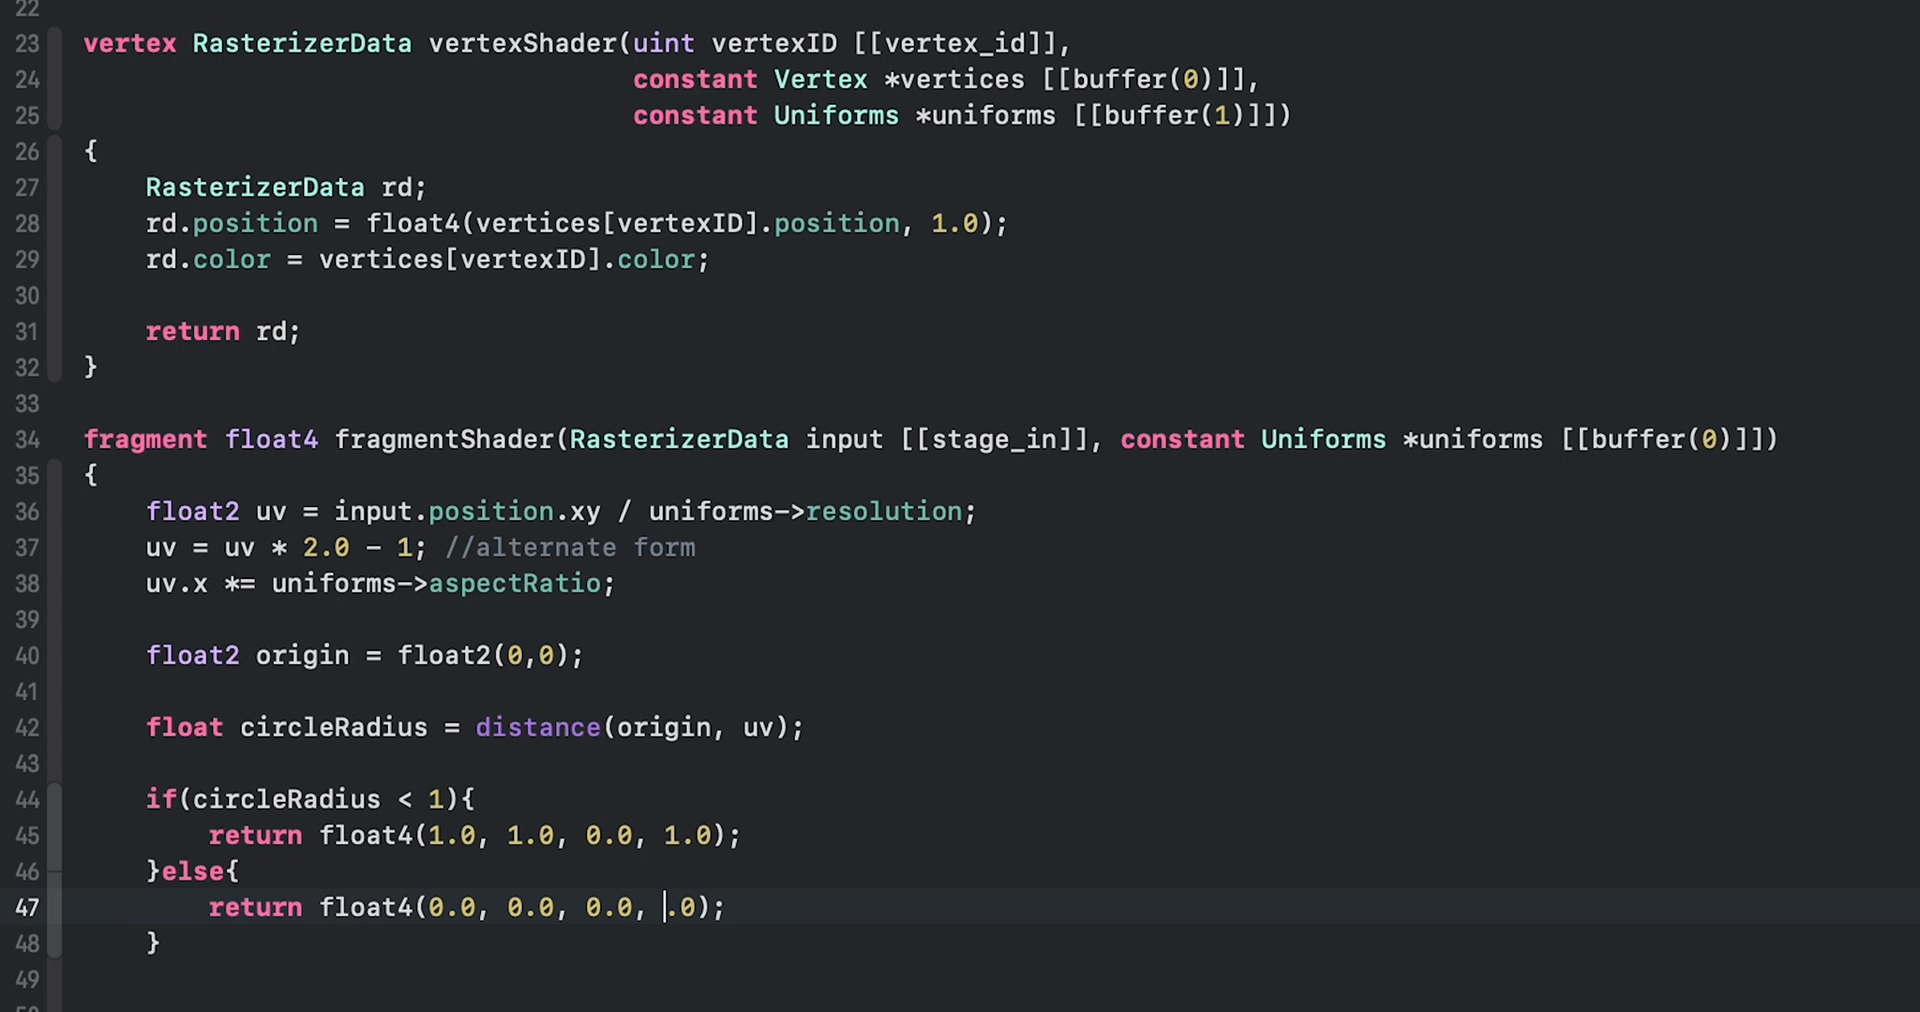 22
23 vertex RasterizerData vertexShader(uint vertexID [[vertex_id]],
24                                    constant Vertex *vertices [[buffer(0)]],
25                                    constant Uniforms *uniforms [[buffer(1)]])
26 {
27     RasterizerData rd;
28     rd.position = float4(vertices[vertexID].position, 1.0);
29     rd.color = vertices[vertexID].color;
30
31     return rd;
32 }
33
34 fragment float4 fragmentShader(RasterizerData input [[stage_in]], constant Uniforms *uniforms [[buffer(0)]])
35 {
36     float2 uv = input.position.xy / uniforms->resolution;
37     uv = uv * 2.0 - 1; //alternate form
38     uv.x *= uniforms->aspectRatio;
39
40     float2 origin = float2(0,0);
41
42     float circleRadius = distance(origin, uv);
43
44     if(circleRadius < 1){
45         return float4(1.0, 1.0, 0.0, 1.0);
46     }else{
47         return float4(0.0, 0.0, 0.0, .0);
48     }
49